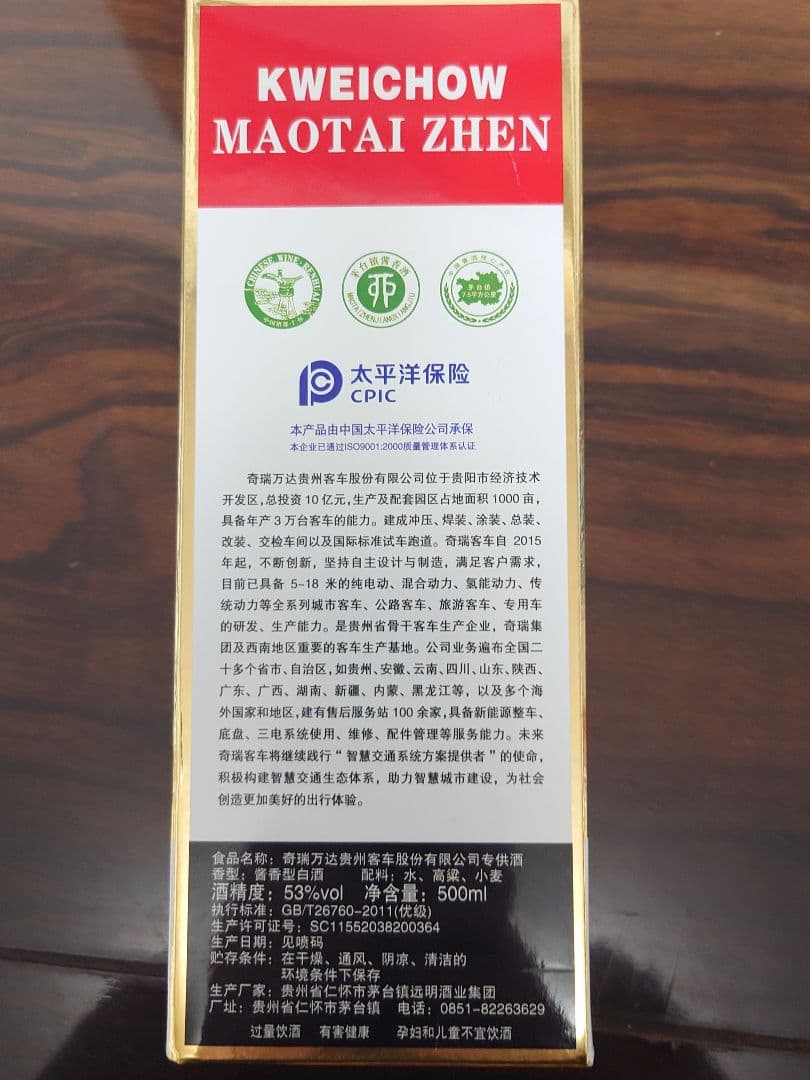 KWEICHOW
MAOTAI ZHEN
CHINESE WINE-RENHUAI
茅台镇酱香酒
MAOTAIZHENJIANGXIANGJIU
茅台镇
7.5平方公里
太平洋保险
CPIC
本产品由中国太平洋保险公司承保
本企业已通过ISO9001:2000质量管理体系认证
奇瑞万达贵州客车股份有限公司位于贵阳市经济技术
开发区,总投资10亿元,生产及配套园区占地面积1000亩,
具备年产3万台客车的能力。建成冲压、焊装、涂装、总装、
改装、交检车间以及国际标准试车跑道。奇瑞客车自2015
年起,不断创新,坚持自主设计与制造,满足客户需求,
目前已具备5-18米的纯电动、混合动力、氢能动力、传
统动力等全系列城市客车、公路客车、旅游客车、专用车
的研发、生产能力。是贵州省骨干客车生产企业,奇瑞集
团及西南地区重要的客车生产基地。公司业务遍布全国二
十多个省市、自治区,如贵州、安徽、云南、四川、山东、陕西、
广东、广西、湖南、新疆、内蒙、黑龙江等,以及多个海
外国家和地区,建有售后服务站100余家,具备新能源整车、
底盘、三电系统使用、维修、配件管理等服务能力。未来
奇瑞客车将继续践行“智慧交通系统方案提供者”的使命,
积极构建智慧交通生态体系,助力智慧城市建设,为社会
创造更加美好的出行体验。
食品名称:奇瑞万达贵州客车股份有限公司专供酒
香型:酱香型白酒 配料:水、高粱、小麦
酒精度:53%vol 净含量:500ml
执行标准:GB/T26760-2011(优级)
生产许可证号:SC11552038200364
生产日期:见喷码
贮存条件:在干燥、通风、阴凉、清洁的
环境条件下保存
生产厂家:贵州省仁怀市茅台镇远明酒业集团
厂址:贵州省仁怀市茅台镇 电话:0851-82263629
过量饮酒 有害健康 孕妇和儿童不宜饮酒